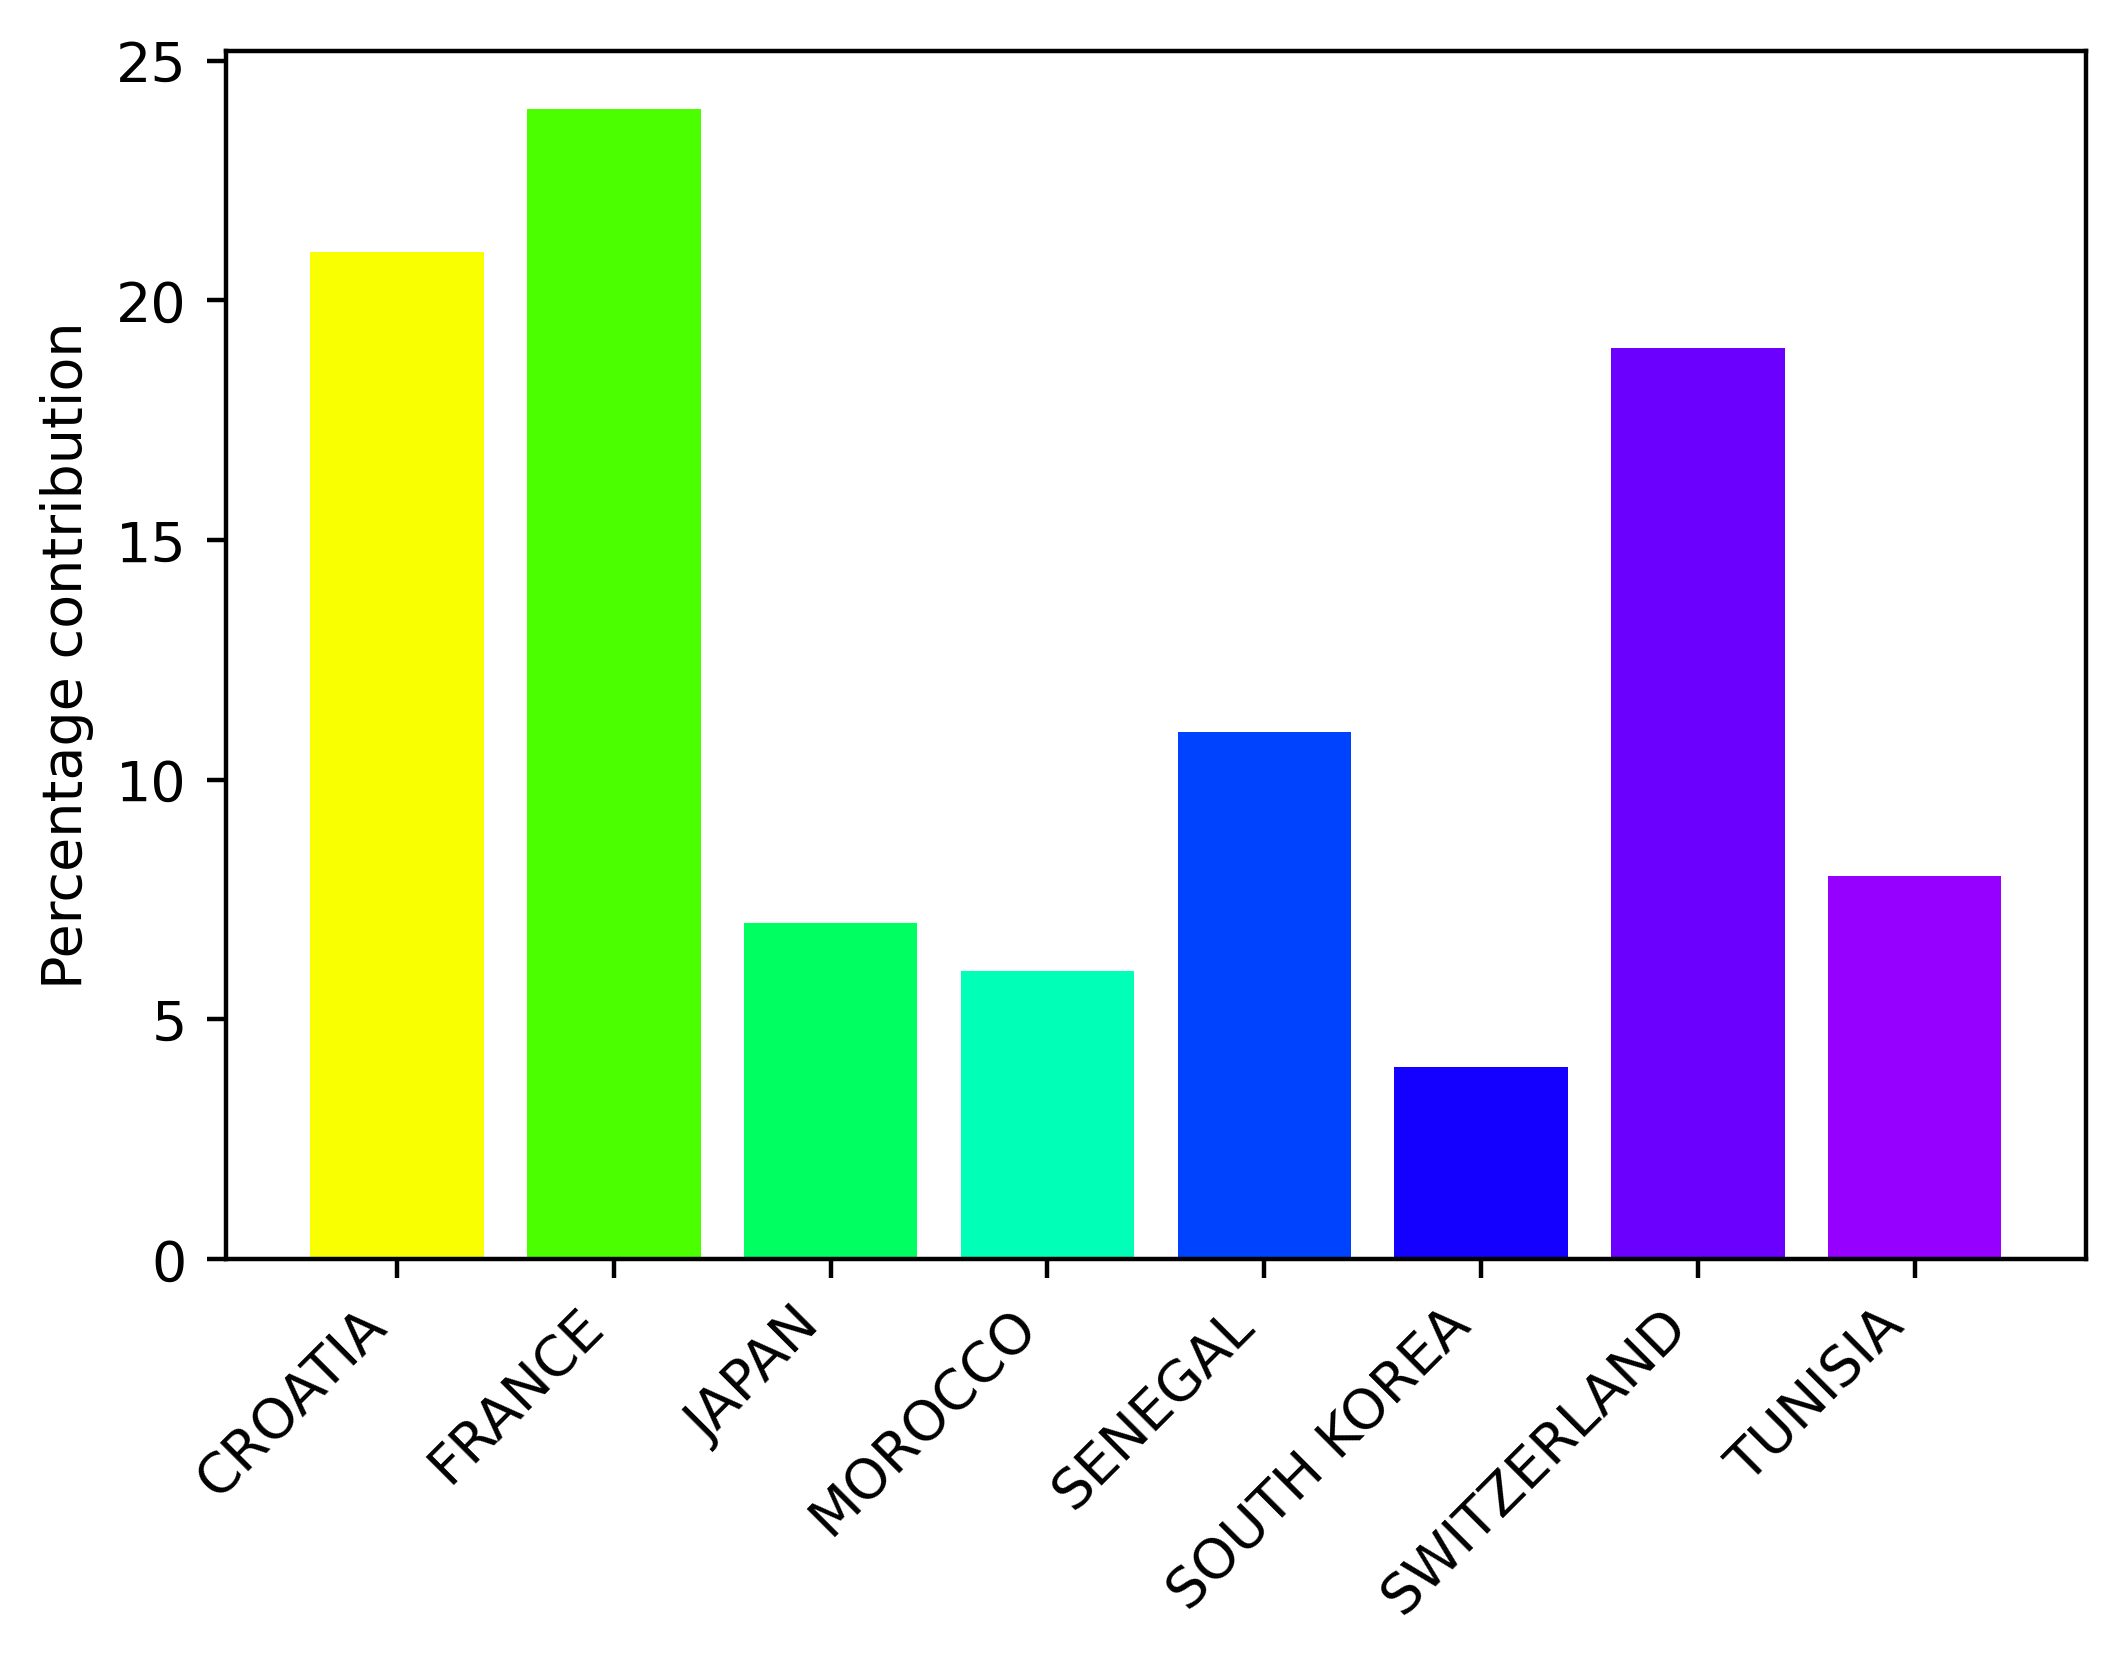 Percentage contribution
25
20
15
10
5
0
CROATIA
FRANCE
JAPAN
MOROCCO
SENEGAL
SOUTH KOREA
SWITZERLAND
TUNISIA